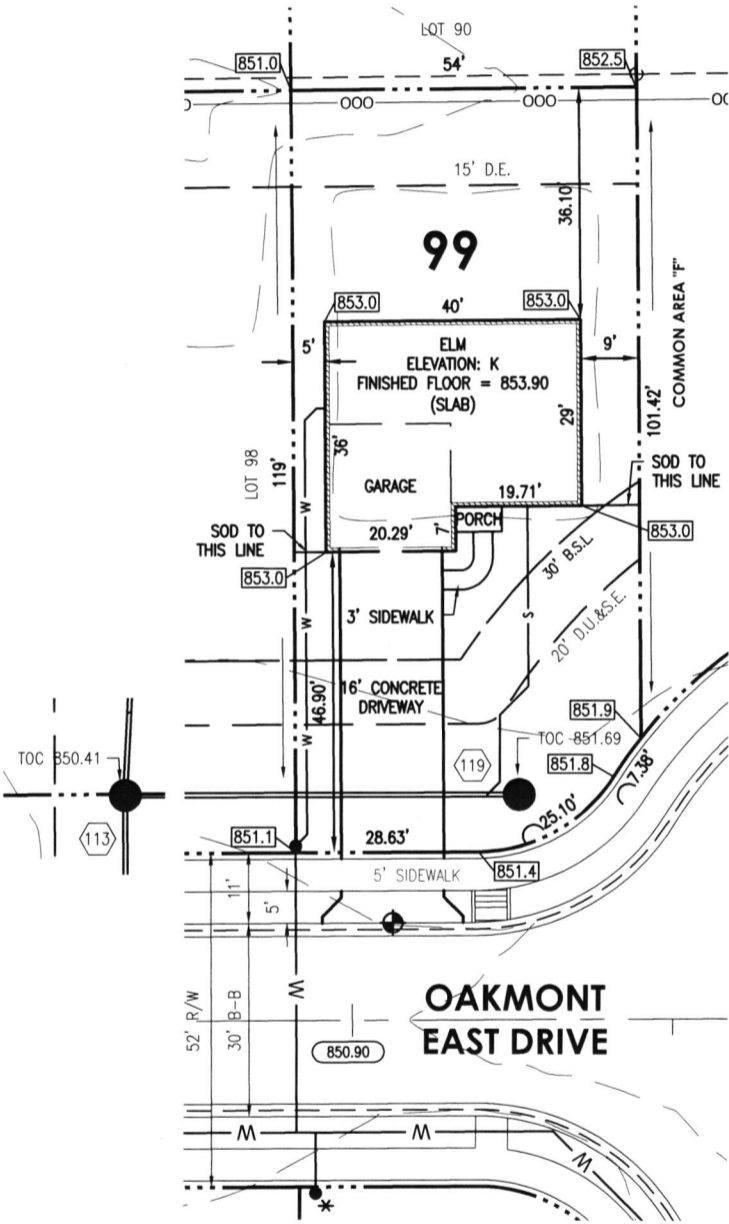 LOT 90
851.0
54'
852.5
OOO
OOO
15' D.E.
36.10'
99
853.0
40'
853.0
5'
ELM
ELEVATION: K
FINISHED FLOOR = 853.90
(SLAB)
9'
COMMON AREA "F"
101.42'
29'
36'
LOT 98
119'
GARAGE
19.71'
SOD TO
THIS LINE
W
20.29'
7'
PORCH
SOD TO
THIS LINE
853.0
853.0
30' B.S.L.
W
3' SIDEWALK
S
20' D.U.&S.E.
46.90'
16' CONCRETE
DRIVEWAY
W
851.9
TOC 850.41
TOC 851.69
119
851.8
7.38'
113
25.10'
851.1
28.63'
851.4
11'
5'
5' SIDEWALK
W
52' R/W
30' B-B
OAKMONT
EAST DRIVE
850.90
W
W
W
*